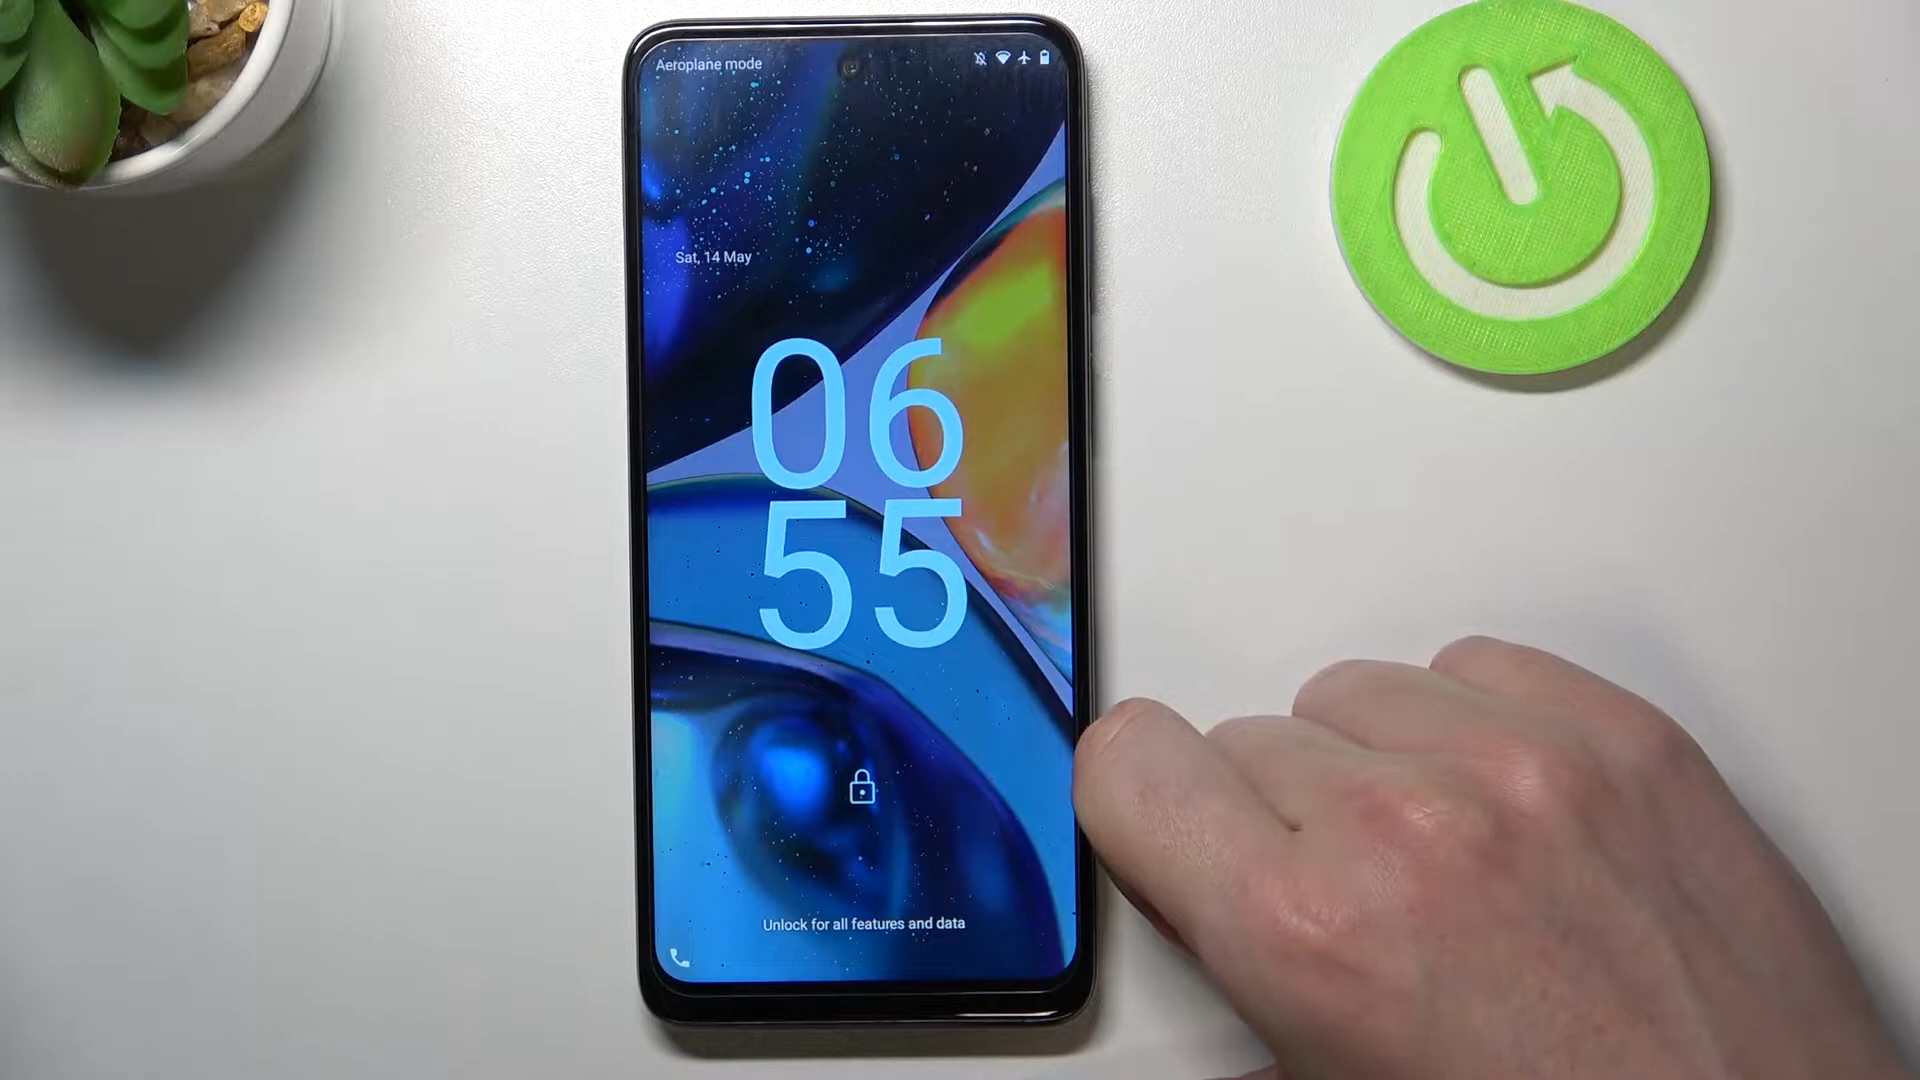 Aeroplane mode
Sat, 14 May
06
55
Unlock for all features and data